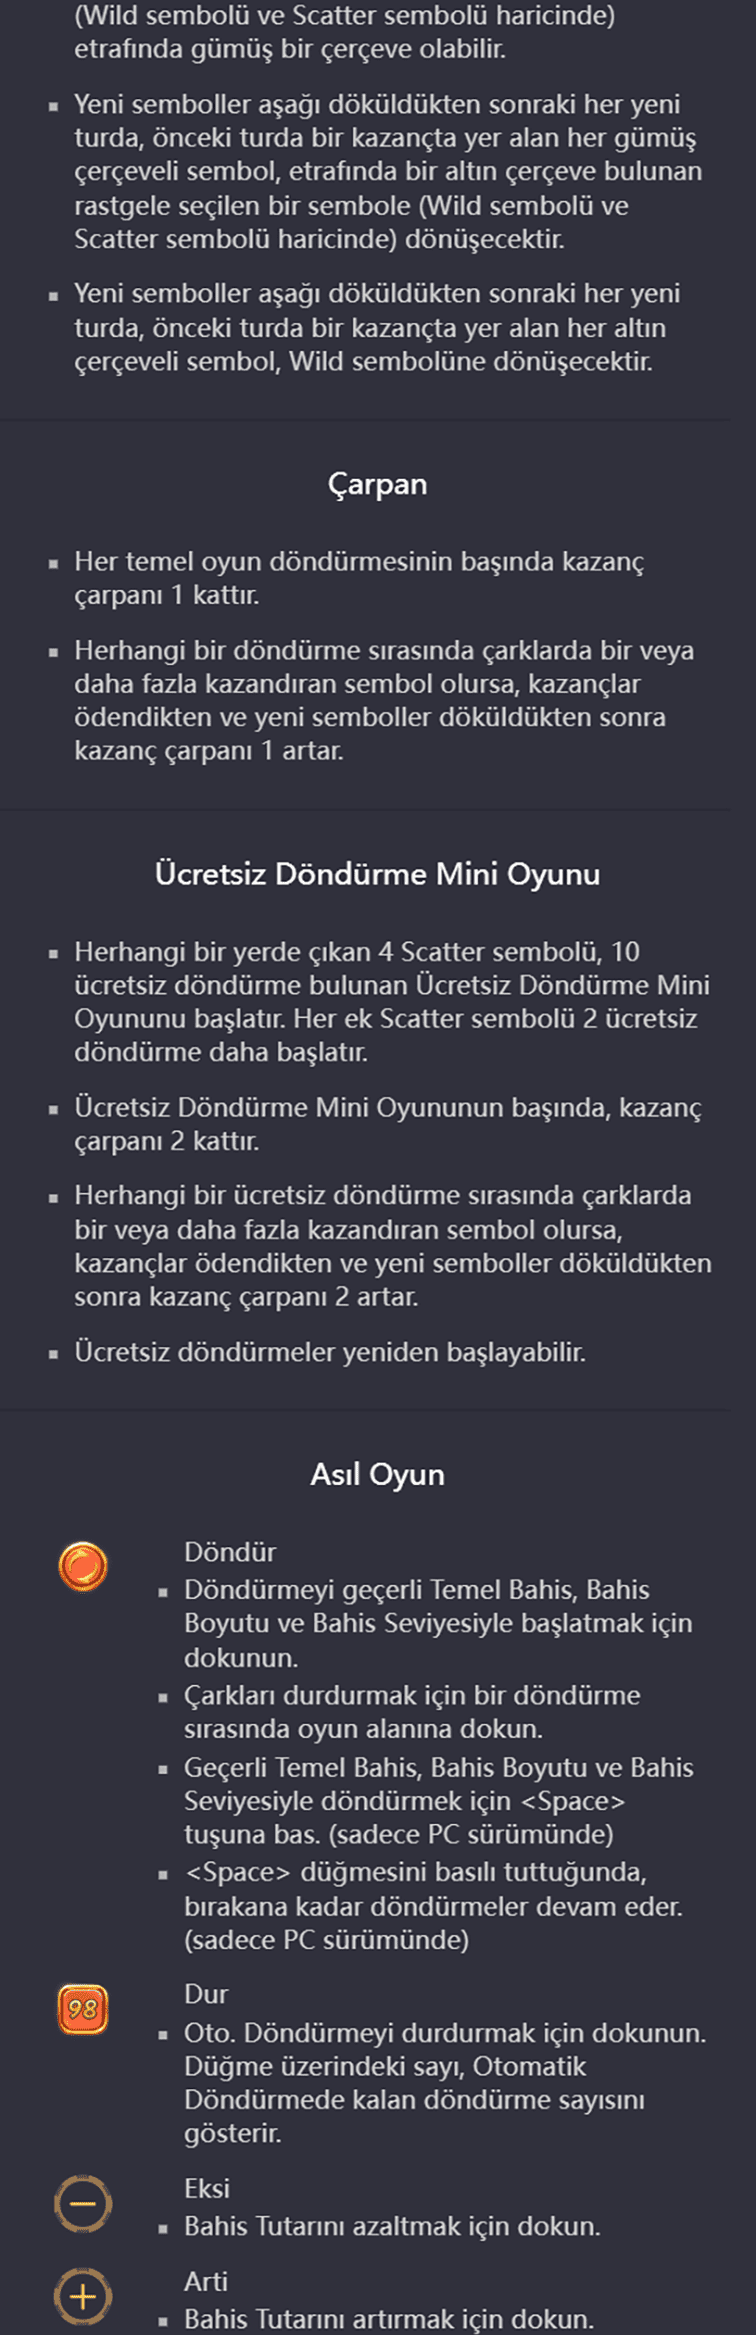 (Wild sembolü ve Scatter sembolü haricinde)
etrafında gümüş bir çerçeve olabilir.
▪ Yeni semboller aşağı döküldükten sonraki her yeni
turda, önceki turda bir kazançta yer alan her gümüş
çerçeveli sembol, etrafında bir altın çerçeve bulunan
rastgele seçilen bir sembole (Wild sembolü ve
Scatter sembolü haricinde) dönüşecektir.
▪ Yeni semboller aşağı döküldükten sonraki her yeni
turda, önceki turda bir kazançta yer alan her altın
çerçeveli sembol, Wild sembolüne dönüşecektir.
Çarpan
▪ Her temel oyun döndürmesinin başında kazanç
çarpanı 1 kattır.
▪ Herhangi bir döndürme sırasında çarklarda bir veya
daha fazla kazandıran sembol olursa, kazançlar
ödendikten ve yeni semboller döküldükten sonra
kazanç çarpanı 1 artar.
Ücretsiz Döndürme Mini Oyunu
▪ Herhangi bir yerde çıkan 4 Scatter sembolü, 10
ücretsiz döndürme bulunan Ücretsiz Döndürme Mini
Oyununu başlatır. Her ek Scatter sembolü 2 ücretsiz
döndürme daha başlatır.
▪ Ücretsiz Döndürme Mini Oyununun başında, kazanç
çarpanı 2 kattır.
▪ Herhangi bir ücretsiz döndürme sırasında çarklarda
bir veya daha fazla kazandıran sembol olursa,
kazançlar ödendikten ve yeni semboller döküldükten
sonra kazanç çarpanı 2 artar.
▪ Ücretsiz döndürmeler yeniden başlayabilir.
Asıl Oyun
Döndür
▪ Döndürmeyi geçerli Temel Bahis, Bahis
Boyutu ve Bahis Seviyesiyle başlatmak için
dokunun.
▪ Çarkları durdurmak için bir döndürme
sırasında oyun alanına dokun.
▪ Geçerli Temel Bahis, Bahis Boyutu ve Bahis
Seviyesiyle döndürmek için <Space>
tuşuna bas. (sadece PC sürümünde)
▪ <Space> düğmesini basılı tuttuğunda,
bırakana kadar döndürmeler devam eder.
(sadece PC sürümünde)
98
Dur
▪ Oto. Döndürmeyi durdurmak için dokunun.
Düğme üzerindeki sayı, Otomatik
Döndürmede kalan döndürme sayısını
gösterir.
Eksi
▪ Bahis Tutarını azaltmak için dokun.
Arti
▪ Bahis Tutarını artırmak için dokun.